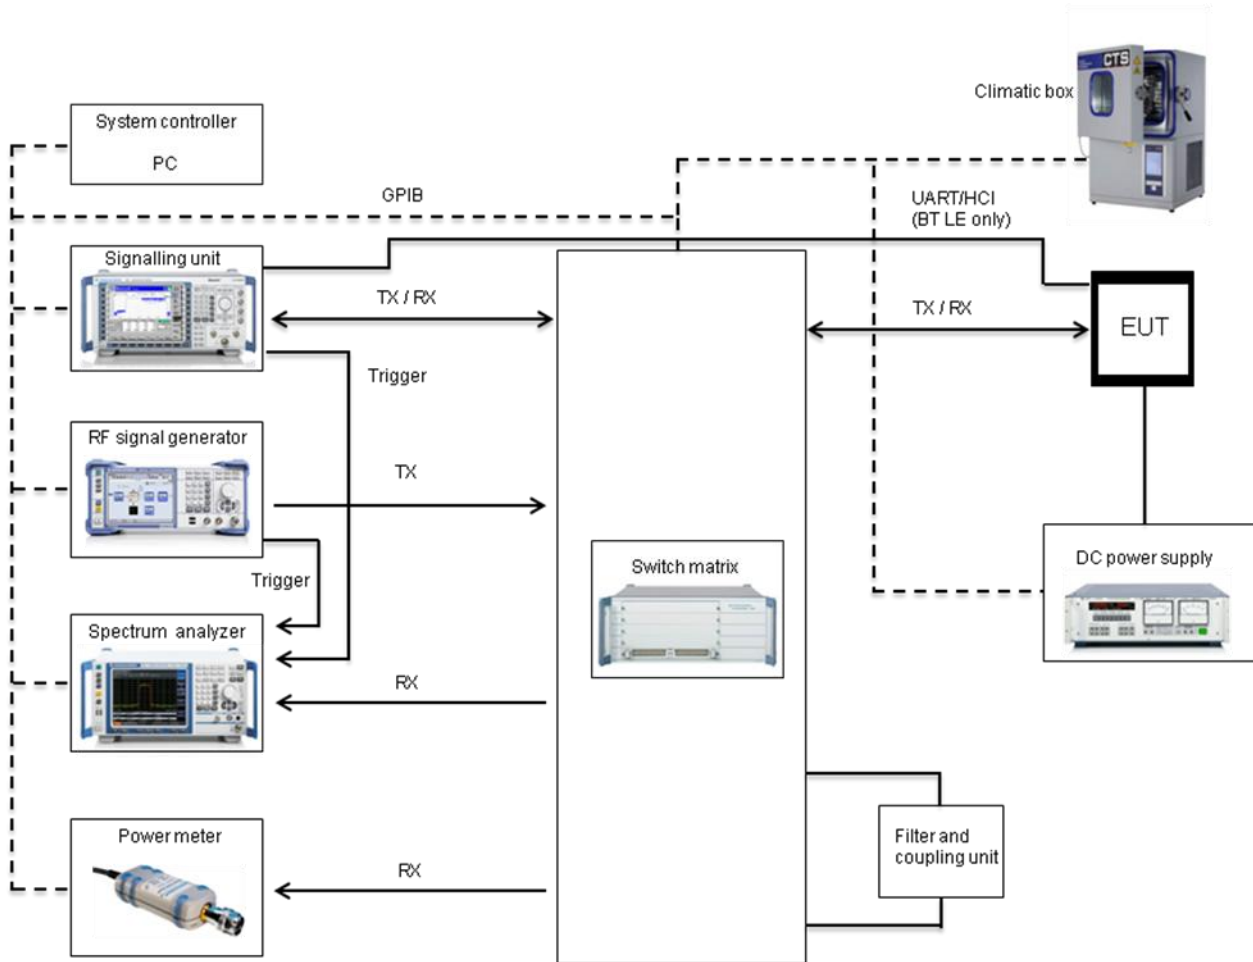 CTS
Climatic box
System controller
PC
GPIB
UART/HCI
(BT LE only)
Signalling unit
TX / RX
TX / RX
EUT
Trigger
RF signal generator
TX
Trigger
Switch matrix
DC power supply
Spectrum analyzer
RX
Power meter
RX
Filter and
coupling unit